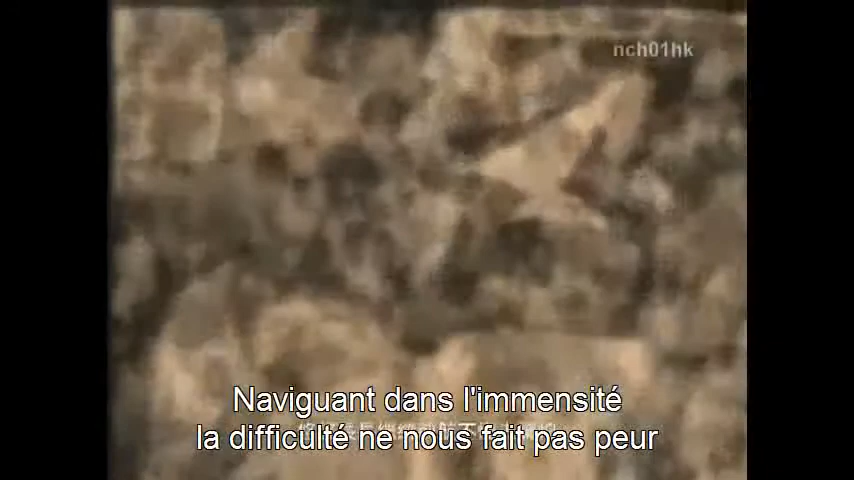 nch01hk
Naviguant dans l'immensité
la difficulté ne nous fait pas peur